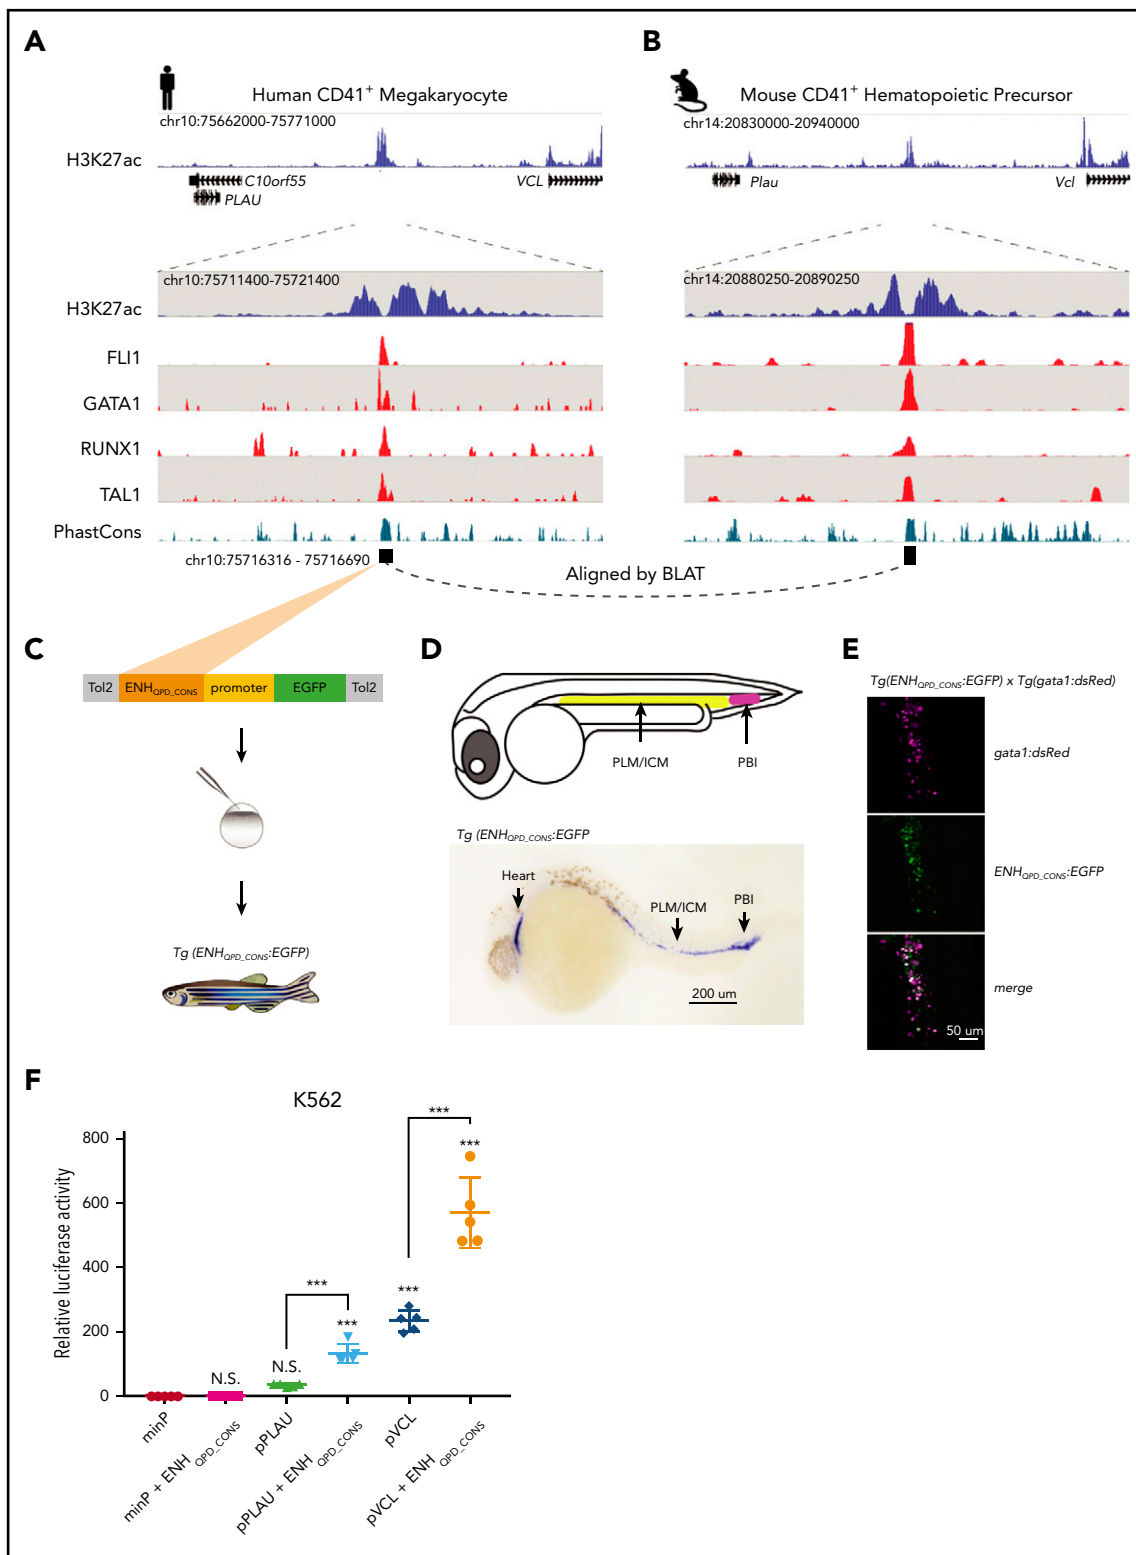 A
Human CD41+ Megakaryocyte
chr10:75662000-75771000
H3K27ac
C10orf55
PLAU
VCL
chr10:75711400-75721400
H3K27ac
FLI1
GATA1
RUNX1
TAL1
PhastCons
chr10:75716316 - 75716690
B
Mouse CD41+ Hematopoietic Precursor
chr14:20830000-20940000
Plau
Vcl
chr14:20880250-20890250
Aligned by BLAT
C
Tol2 ENHQPD_CONS promoter EGFP Tol2
Tg (ENHQPD_CONS:EGFP)
D
PLM/ICM PBI
Tg (ENHQPD_CONS:EGFP
Heart
PLM/ICM
PBI
200 um
E
Tg(ENHQPD_CONS:EGFP) x Tg(gata1:dsRed)
gata1:dsRed
ENHQPD_CONS:EGFP
merge
50 um
F
K562
Relative luciferase activity
800
600
400
200
0
N.S.
N.S.
***
***
***
***
***
minP
minP + ENH QPD_CONS
pPLAU
pPLAU + ENH QPD_CONS
pVCL
pVCL + ENH QPD_CONS